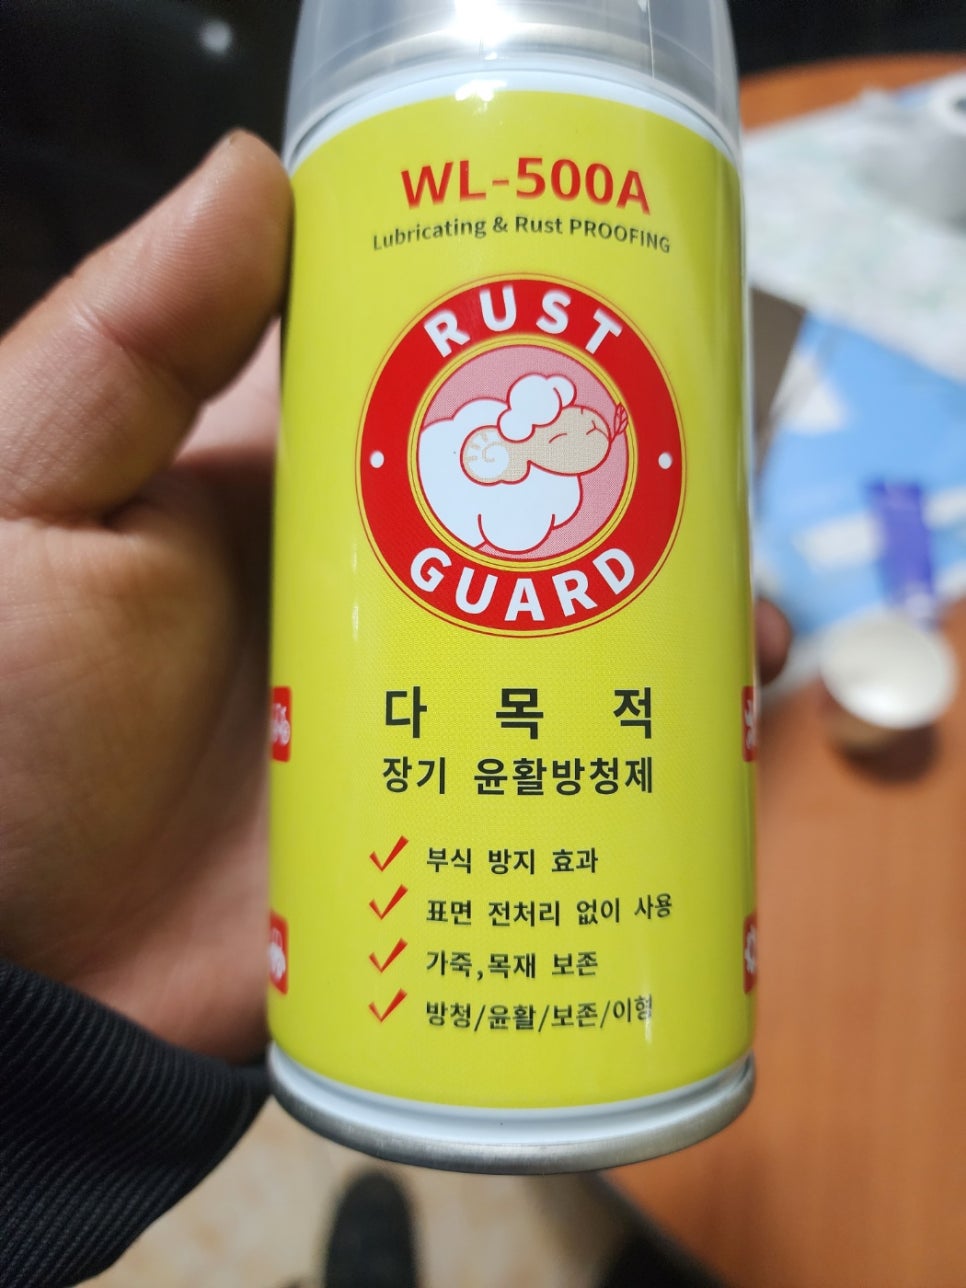 WL-500A
Lubricating & Rust PROOFING
RUST
GUARD
다 목 적
장기 윤활방청제
부식 방지 효과
표면 전처리 없이 사용
가죽,목재 보존
방청/윤활/보존/이형